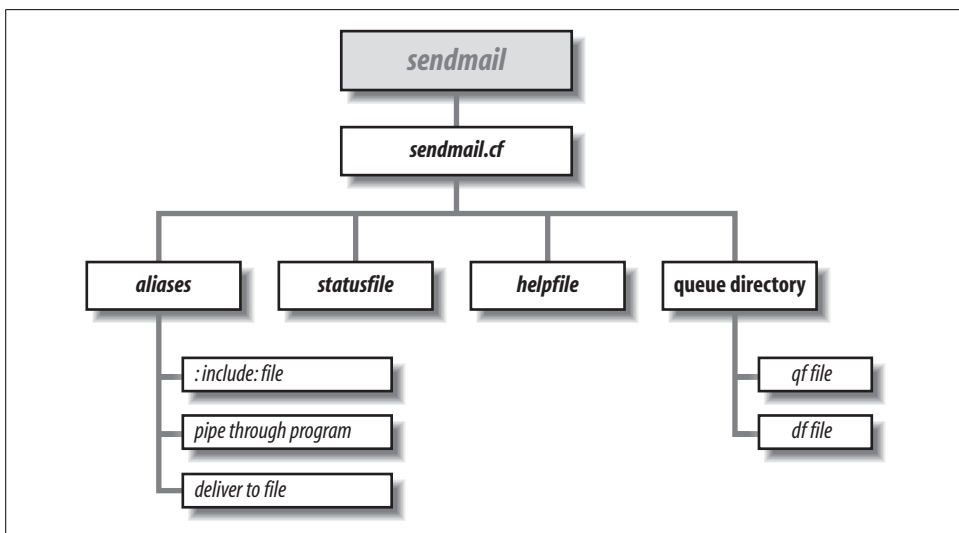 sendmail
sendmail.cf
aliases
statusfile
helpfile
queue directory
: include: file
pipe through program
deliver to file
qf file
df file